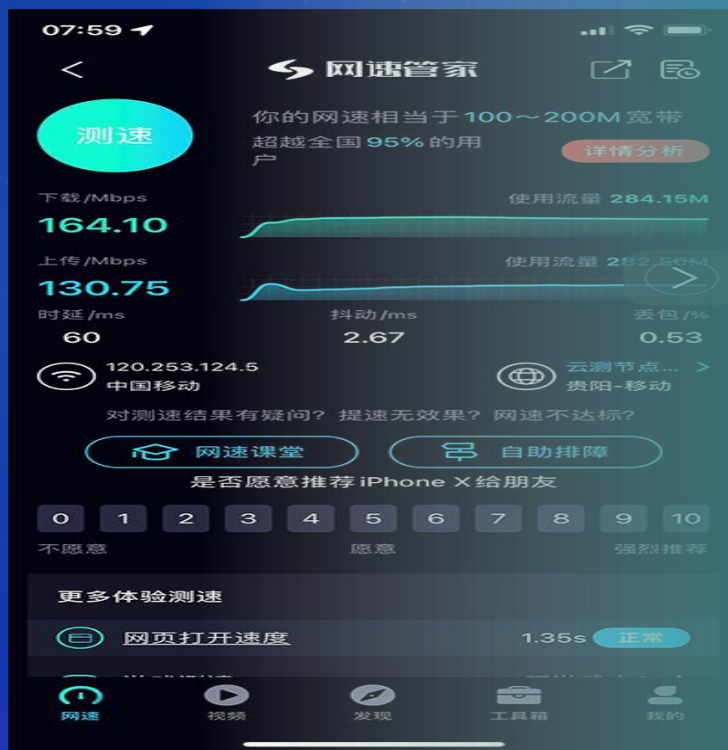 07:59
网速管家
测速
你的网速相当于100~200M宽带
超越全国95%的用户
详情分析
下载/Mbps
使用流量 284.15M
164.10
上传/Mbps
使用流量 282.50M
130.75
时延/ms 抖动/ms 丢包/%
60 2.67 0.53
120.253.124.5
中国移动
云测节点... >
贵阳-移动
对测速结果有疑问? 提速无效果? 网速不达标?
网速课堂 自助排障
是否愿意推荐iPhone X给朋友
0 1 2 3 4 5 6 7 8 9 10
不愿意 愿意 强烈推荐
更多体验测速
网页打开速度 1.35s 正常
网速 视频 发现 工具箱 我的